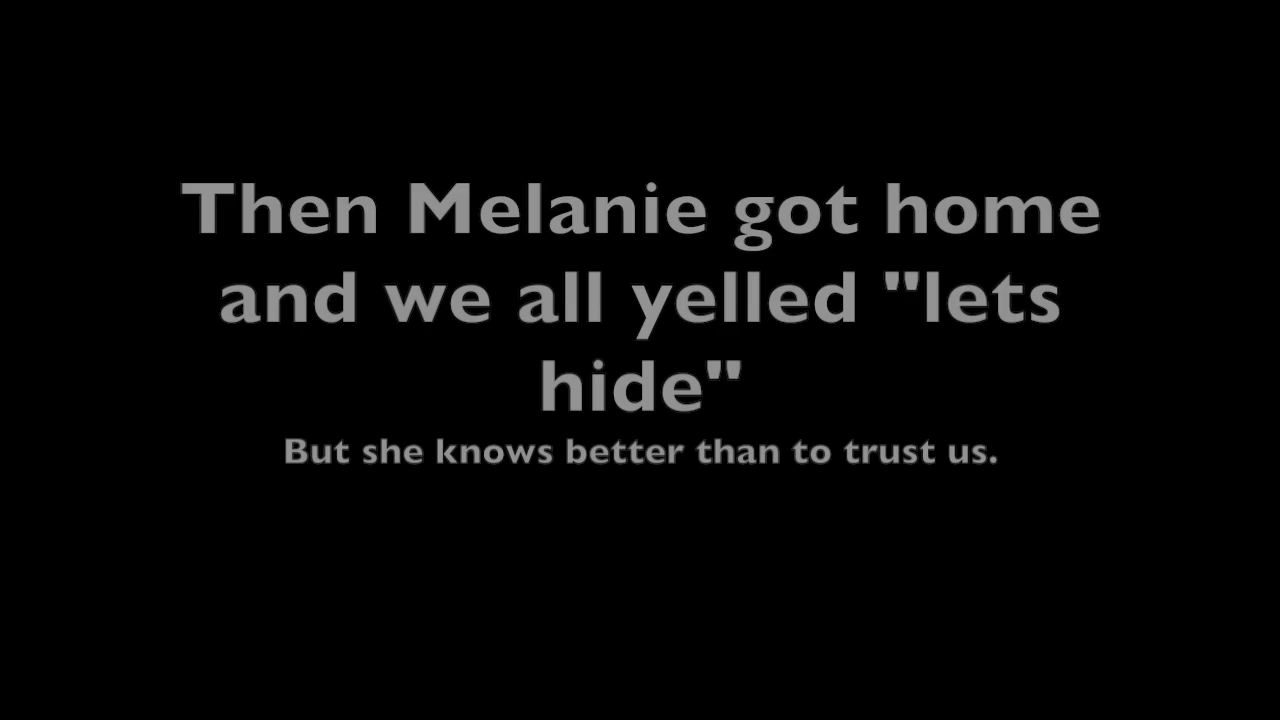 Then Melanie got home
and we all yelled "lets
hide"
But she knows better than to trust us.